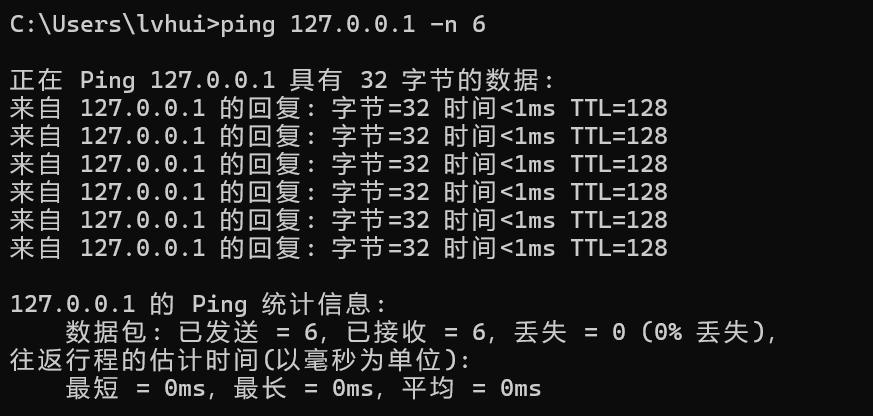 C:\Users\lvhui>ping 127.0.0.1 -n 6
正在 Ping 127.0.0.1 具有 32 字节的数据:
来自 127.0.0.1 的回复: 字节=32 时间<1ms TTL=128
来自 127.0.0.1 的回复: 字节=32 时间<1ms TTL=128
来自 127.0.0.1 的回复: 字节=32 时间<1ms TTL=128
来自 127.0.0.1 的回复: 字节=32 时间<1ms TTL=128
来自 127.0.0.1 的回复: 字节=32 时间<1ms TTL=128
来自 127.0.0.1 的回复: 字节=32 时间<1ms TTL=128
127.0.0.1 的 Ping 统计信息:
    数据包: 已发送 = 6, 已接收 = 6, 丢失 = 0 (0% 丢失),
往返行程的估计时间(以毫秒为单位):
    最短 = 0ms, 最长 = 0ms, 平均 = 0ms